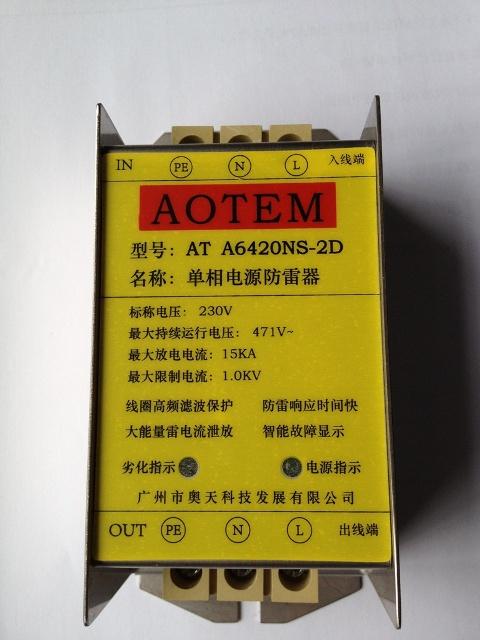 IN PE N L 入线端
AOTEM
型号: AT A6420NS-2D
名称: 单相电源防雷器
标称电压: 230V
最大持续运行电压: 471V~
最大放电电流: 15KA
最大限制电流: 1.0KV
线圈高频滤波保护 防雷响应时间快
大能量雷电流泄放 智能故障显示
劣化指示 电源指示
广州市奥天科技发展有限公司
OUT PE N L 出线端